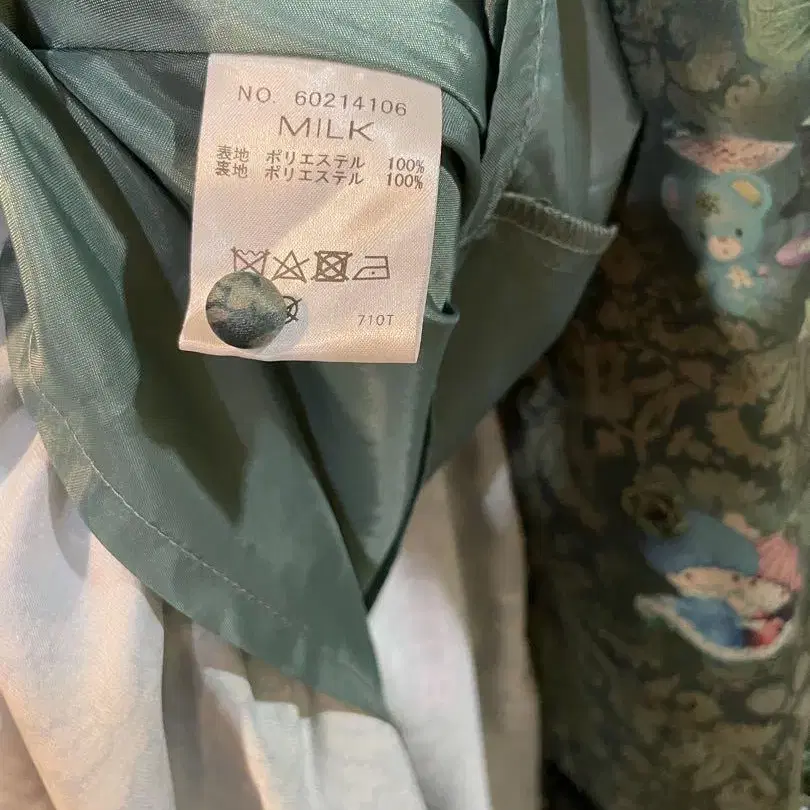 NO. 60214106
MILK
表地 ポリエステル 100%
裏地 ポリエステル 100%
710T